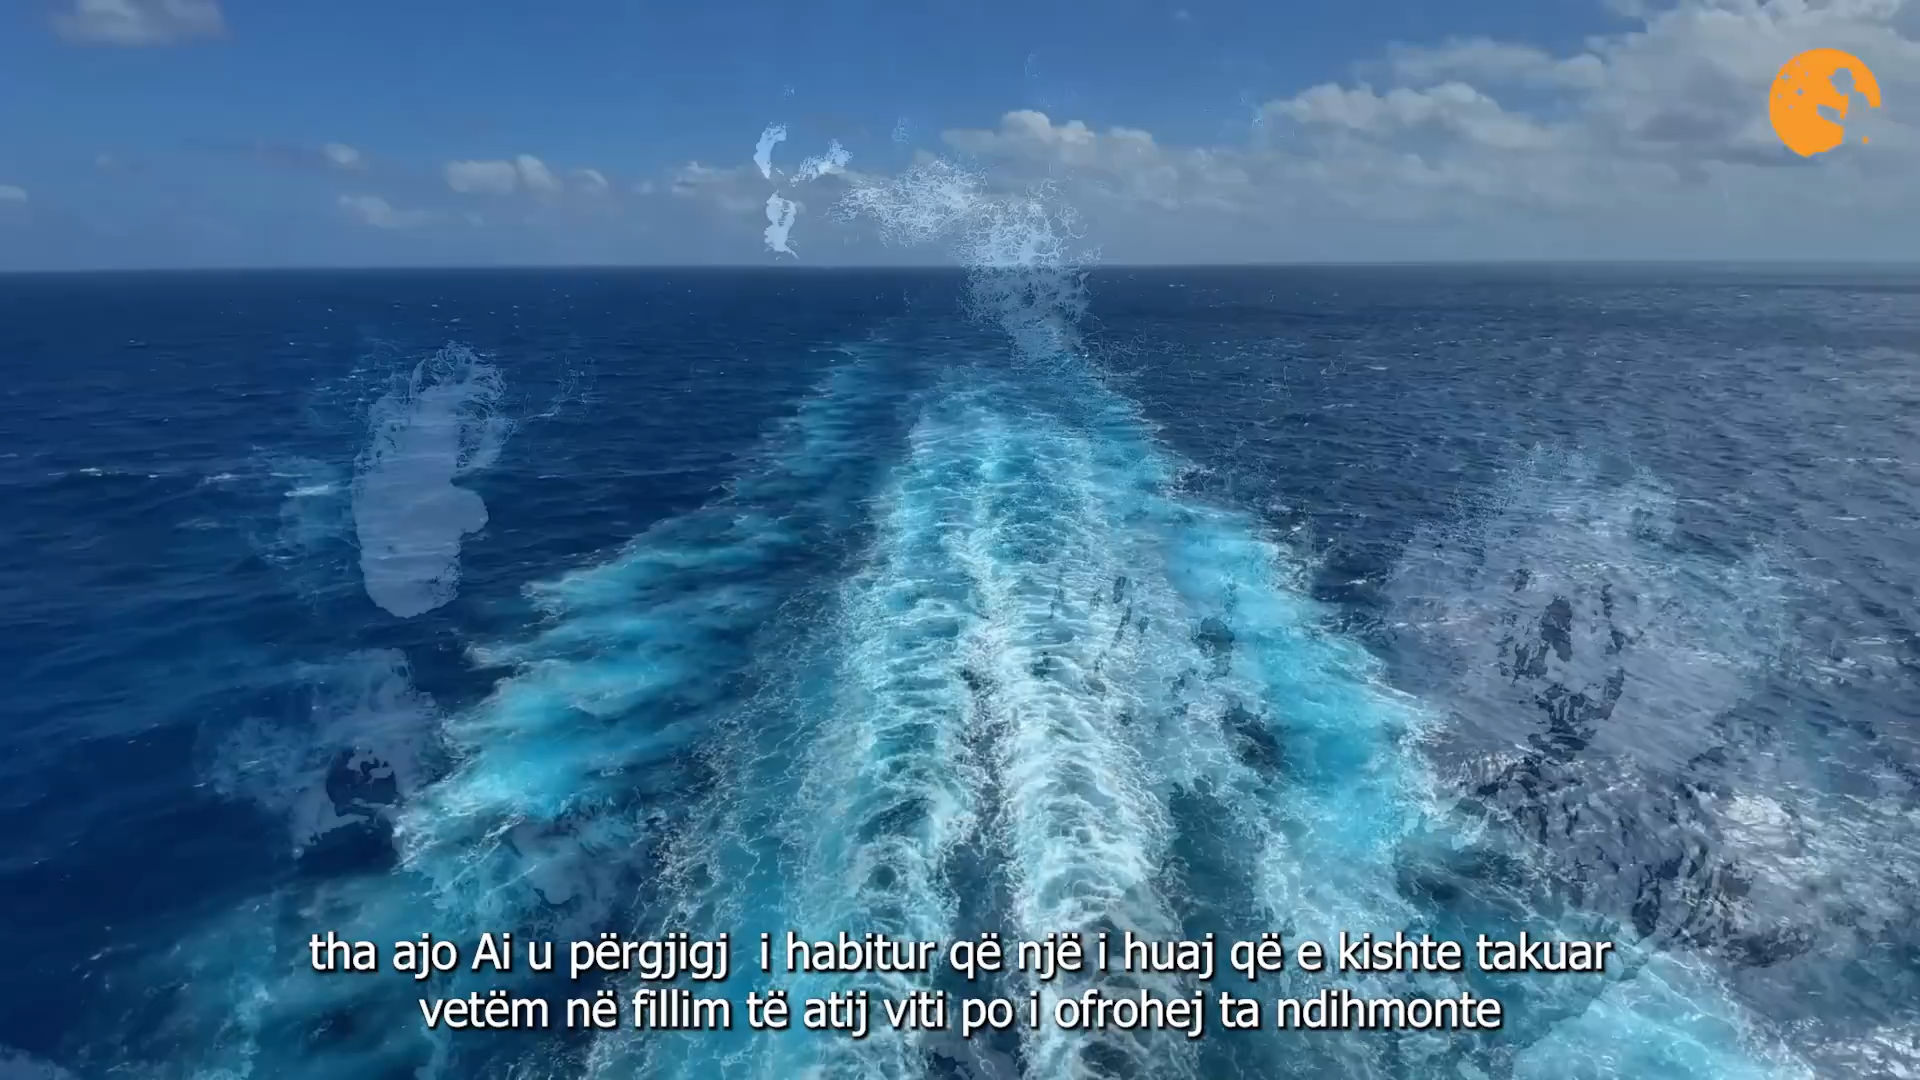 tha ajo Ai u përgjigj  i habitur që një i huaj që e kishte takuar
vetëm në fillim të atij viti po i ofrohej ta ndihmonte